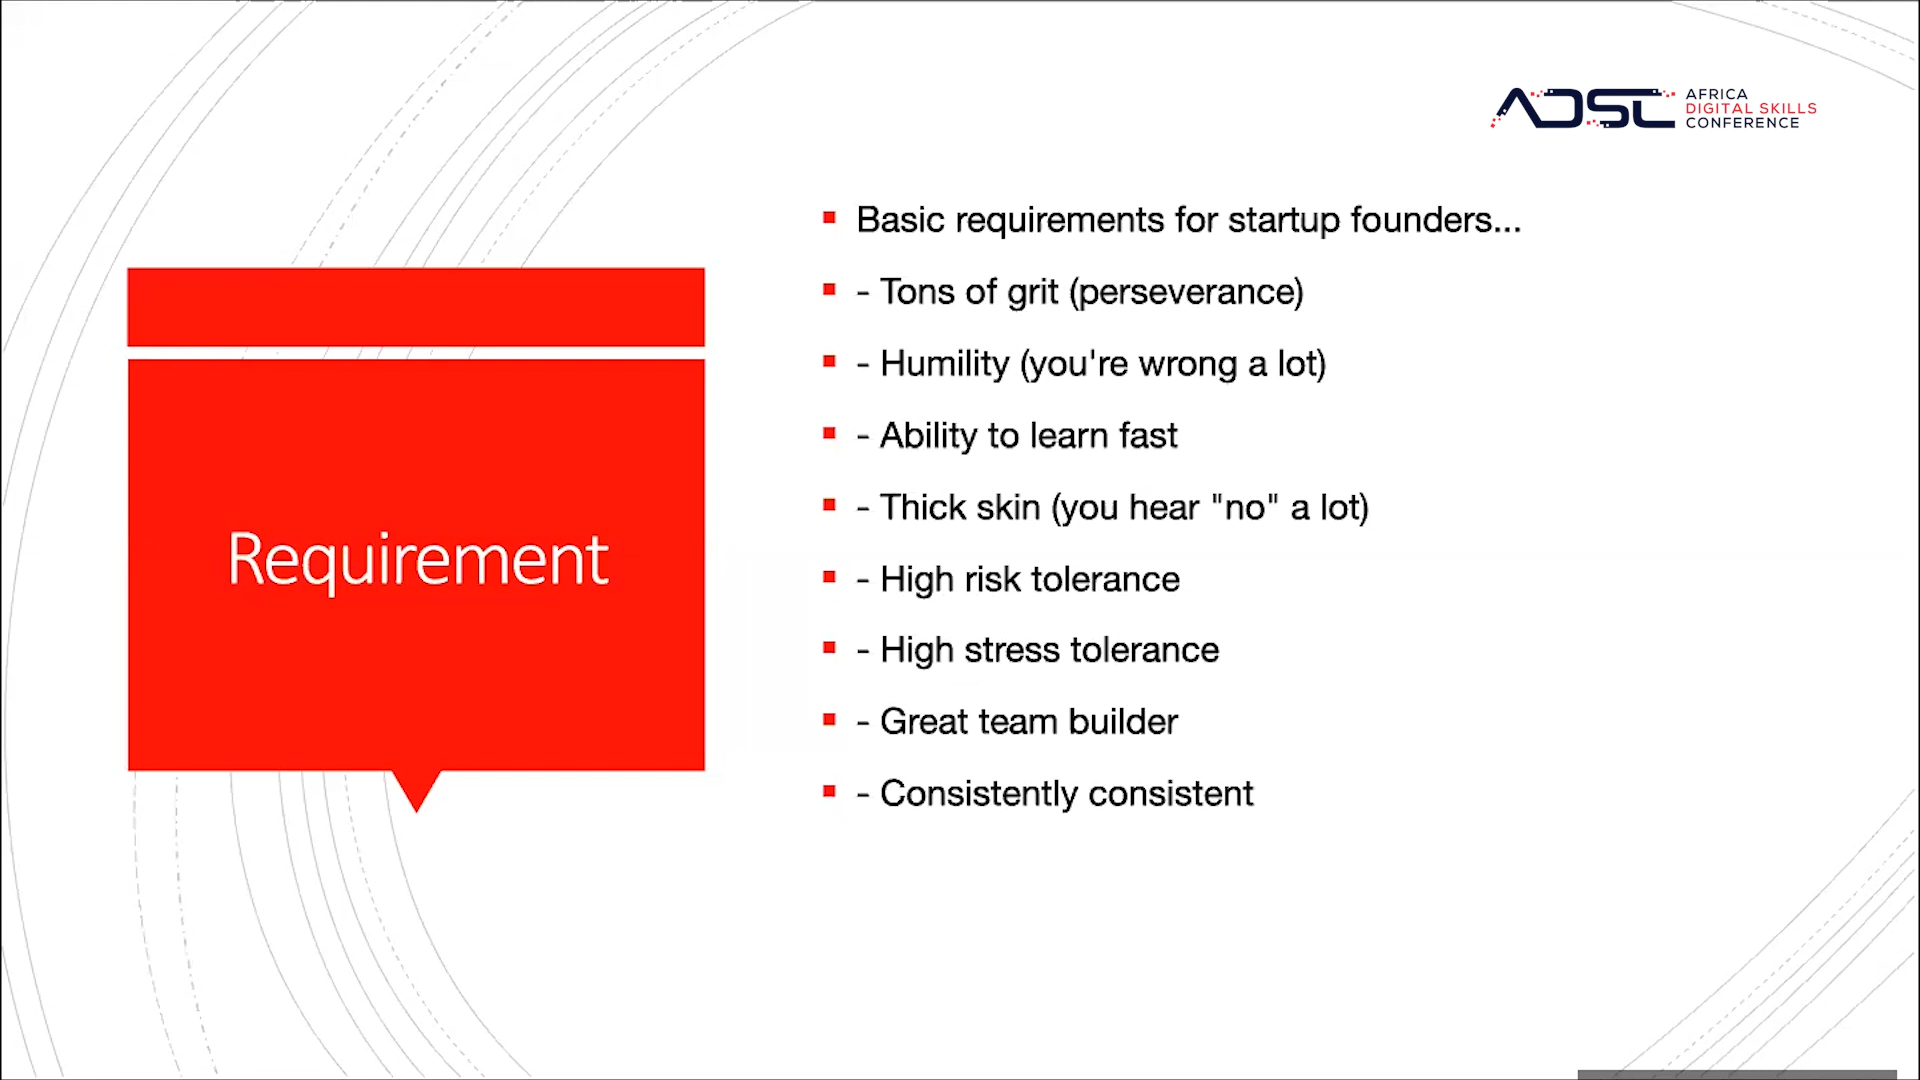 ADSC
AFRICA
DIGITAL SKILLS
CONFERENCE
Requirement
Basic requirements for startup founders...
- Tons of grit (perseverance)
- Humility (you're wrong a lot)
- Ability to learn fast
- Thick skin (you hear "no" a lot)
- High risk tolerance
- High stress tolerance
- Great team builder
- Consistently consistent